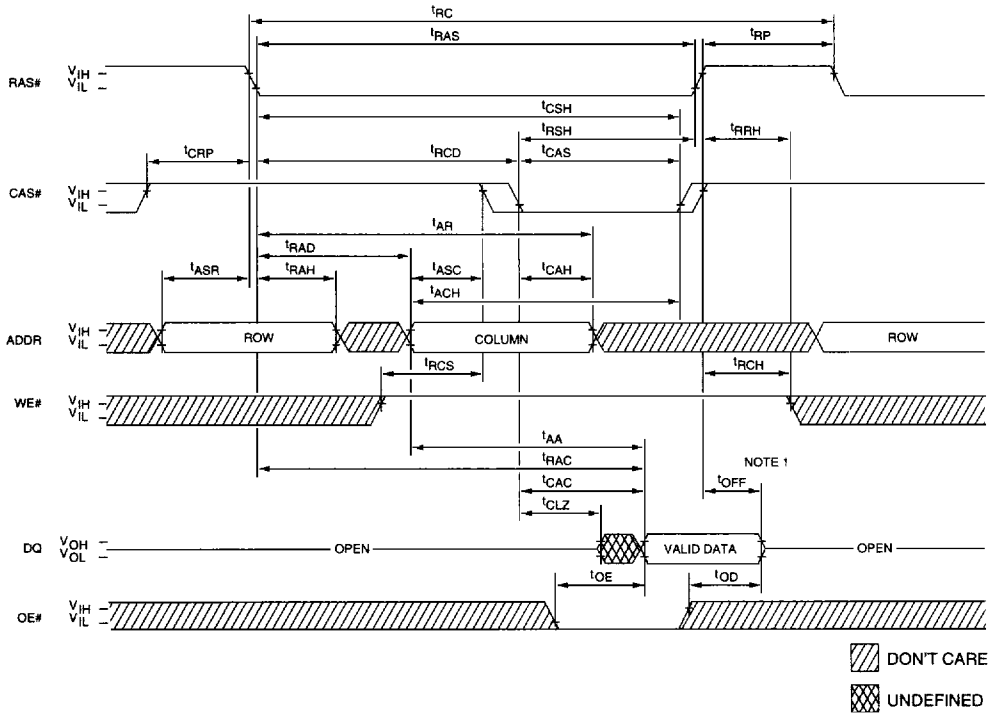 tRC
tRAS tRP
RAS# VIH
VIL
tCSH
tRSH tRRH
tCRP tRCD tCAS
CAS# VIH
VIL
tAR
tRAD
tASR tRAH tASC tCAH
tACH
ADDR VIH
VIL ROW COLUMN ROW
tRCS tRCH
WE# VIH
VIL
tAA
tRAC NOTE 1
tCAC tOFF
tCLZ
DQ VOH
VOL OPEN VALID DATA OPEN
tOE tOD
OE# VIH
VIL
DON'T CARE
UNDEFINED